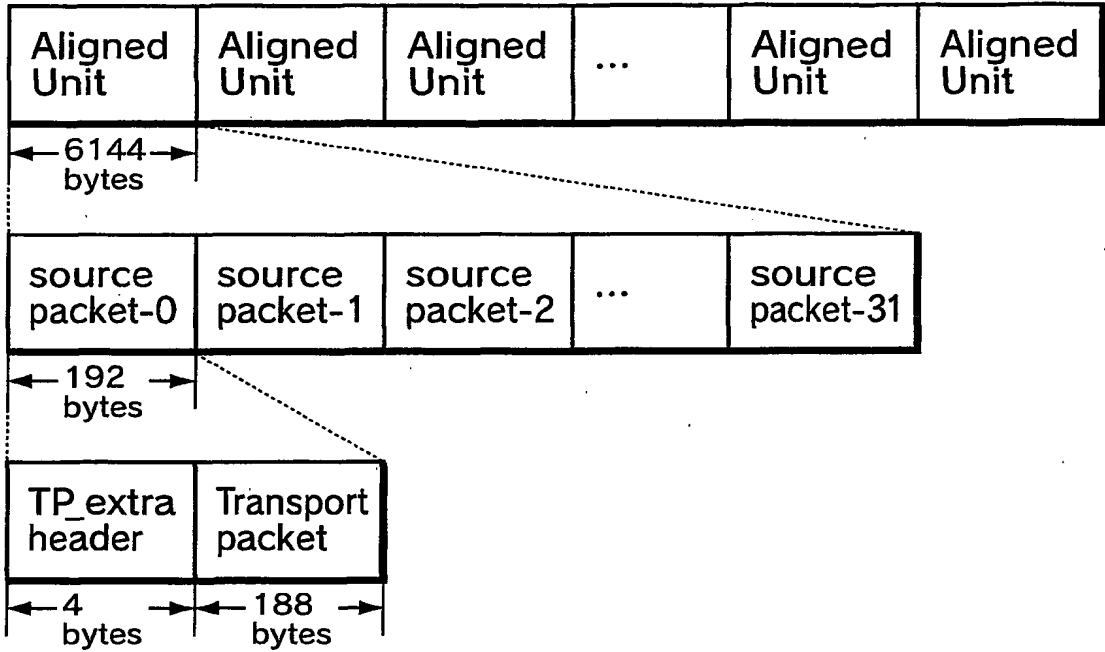 Aligned Unit
Aligned Unit
Aligned Unit
...
Aligned Unit
Aligned Unit
6144
bytes
source packet-0
source packet-1
source packet-2
...
source packet-31
192
bytes
TP_extra header
Transport packet
4
bytes
188
bytes